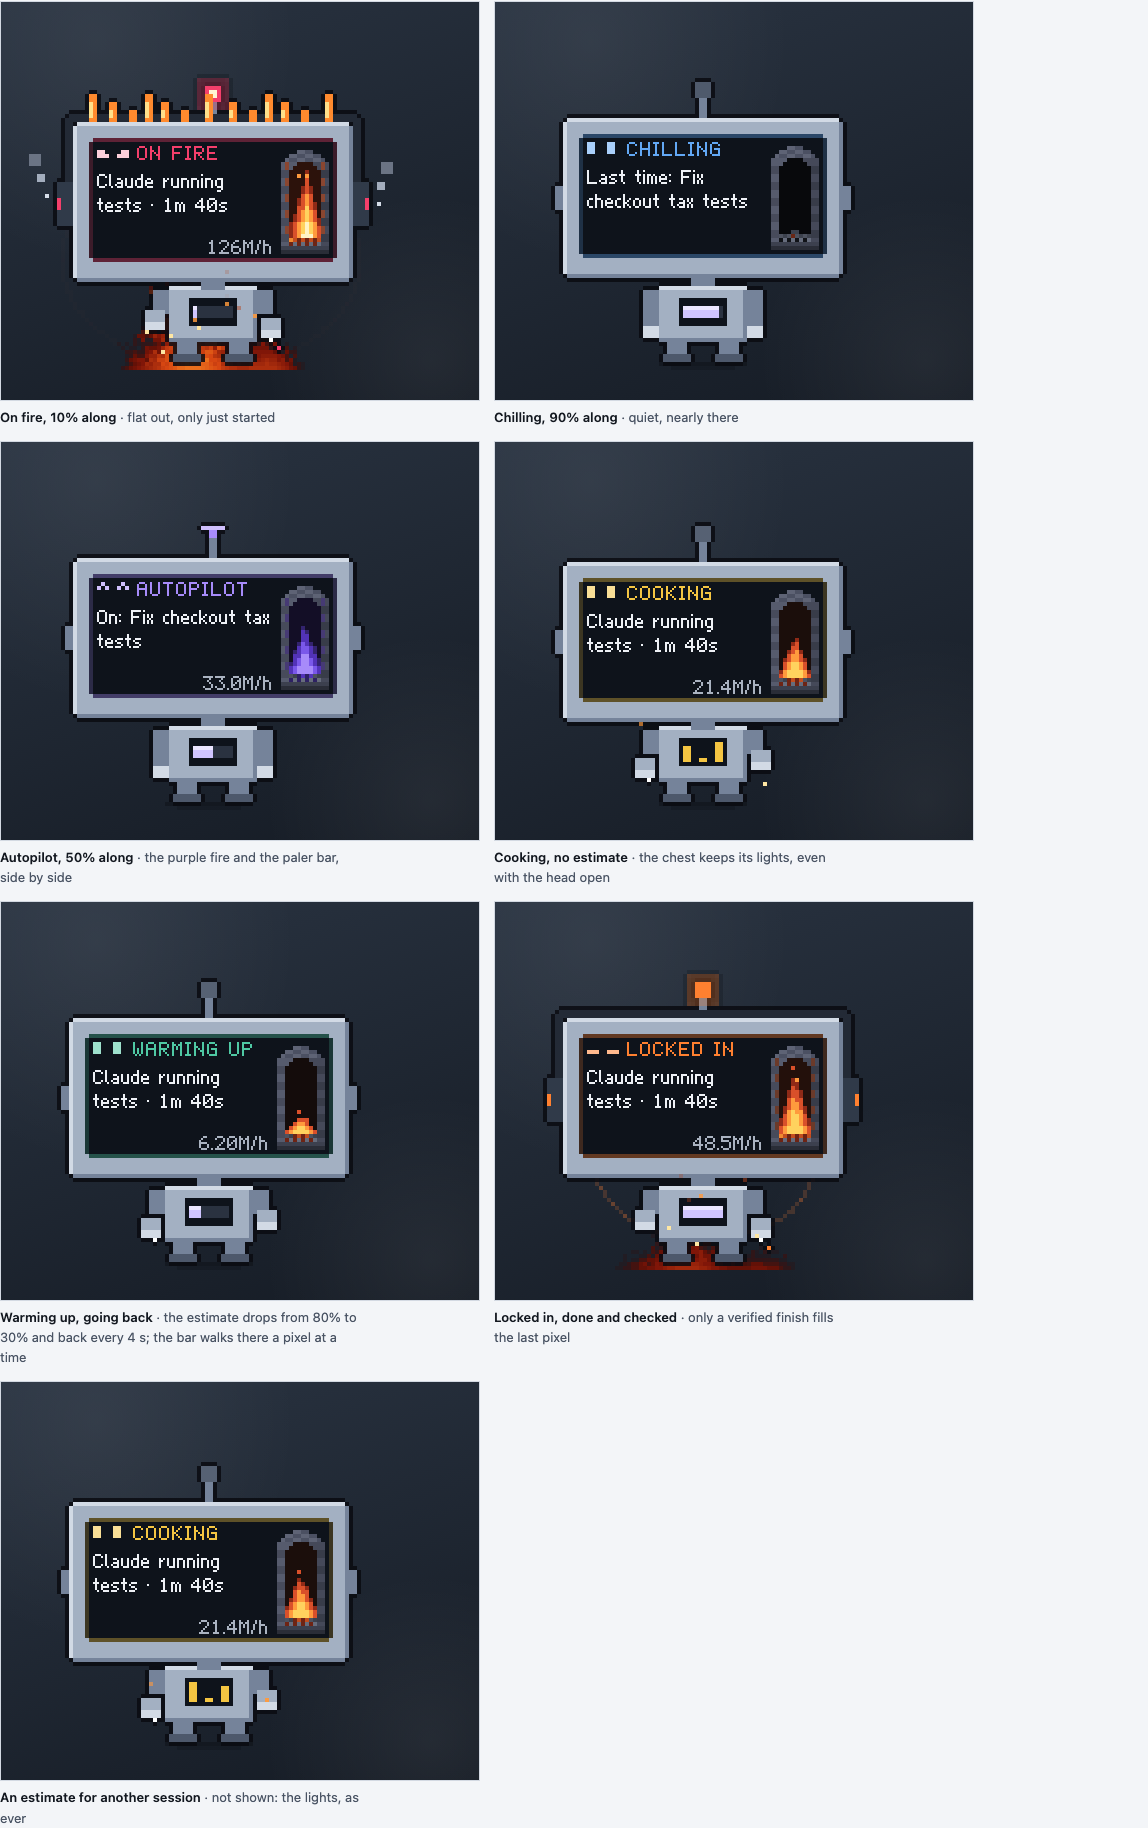 ON FIRE
Claude running
tests · 1m 40s
126M/h
On fire, 10% along · flat out, only just started
CHILLING
Last time: Fix
checkout tax tests
Chilling, 90% along · quiet, nearly there
AUTOPILOT
On: Fix checkout tax
tests
33.0M/h
Autopilot, 50% along · the purple fire and the paler bar,
side by side
COOKING
Claude running
tests · 1m 40s
21.4M/h
Cooking, no estimate · the chest keeps its lights, even
with the head open
WARMING UP
Claude running
tests · 1m 40s
6.20M/h
Warming up, going back · the estimate drops from 80% to
30% and back every 4 s; the bar walks there a pixel at a
time
LOCKED IN
Claude running
tests · 1m 40s
48.5M/h
Locked in, done and checked · only a verified finish fills
the last pixel
COOKING
Claude running
tests · 1m 40s
21.4M/h
An estimate for another session · not shown: the lights, as
ever